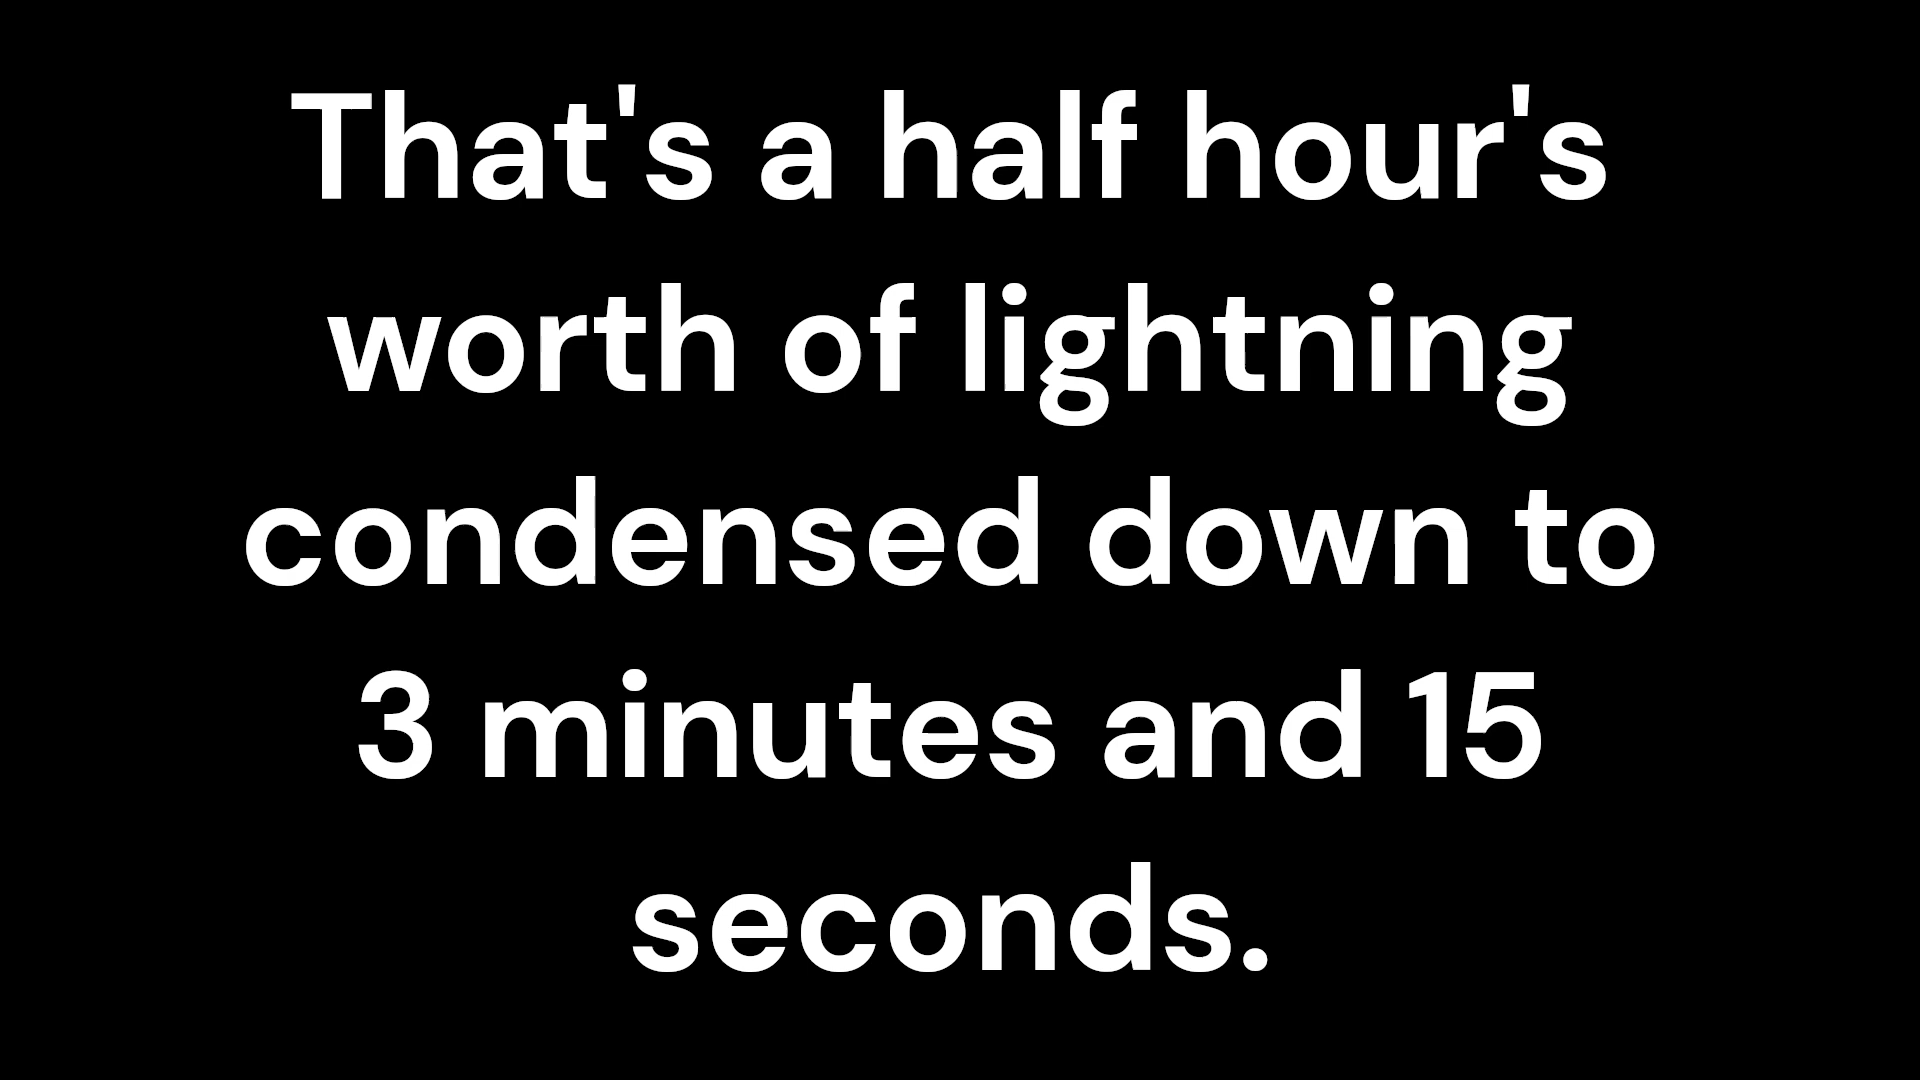 That's a half hour's
worth of lightning
condensed down to
3 minutes and 15
seconds.